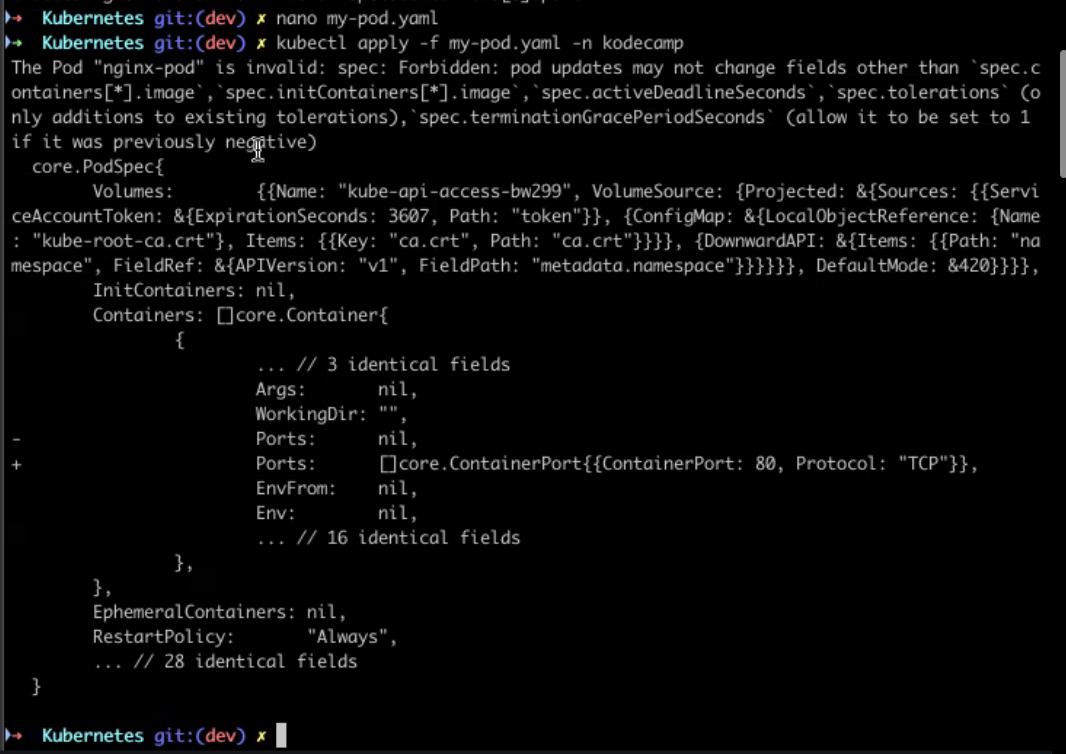 ➜ Kubernetes git:(dev) ✗ nano my-pod.yaml
➜ Kubernetes git:(dev) ✗ kubectl apply -f my-pod.yaml -n kodecamp
The Pod "nginx-pod" is invalid: spec: Forbidden: pod updates may not change fields other than `spec.c
ontainers[*].image`,`spec.initContainers[*].image`,`spec.activeDeadlineSeconds`,`spec.tolerations` (o
nly additions to existing tolerations),`spec.terminationGracePeriodSeconds` (allow it to be set to 1
if it was previously negative)
  core.PodSpec{
        Volumes:        {{Name: "kube-api-access-bw299", VolumeSource: {Projected: &{Sources: {{Servi
ceAccountToken: &{ExpirationSeconds: 3607, Path: "token"}}, {ConfigMap: &{LocalObjectReference: {Name
: "kube-root-ca.crt"}, Items: {{Key: "ca.crt", Path: "ca.crt"}}}}, {DownwardAPI: &{Items: {{Path: "na
mespace", FieldRef: &{APIVersion: "v1", FieldPath: "metadata.namespace"}}}}}}, DefaultMode: &420}}}},
        InitContainers: nil,
        Containers: []core.Container{
                {
                        ... // 3 identical fields
                        Args:       nil,
                        WorkingDir: "",
-                       Ports:      nil,
+                       Ports:      []core.ContainerPort{{ContainerPort: 80, Protocol: "TCP"}},
                        EnvFrom:    nil,
                        Env:        nil,
                        ... // 16 identical fields
                },
        },
        EphemeralContainers: nil,
        RestartPolicy:       "Always",
        ... // 28 identical fields
  }
➜ Kubernetes git:(dev) ✗